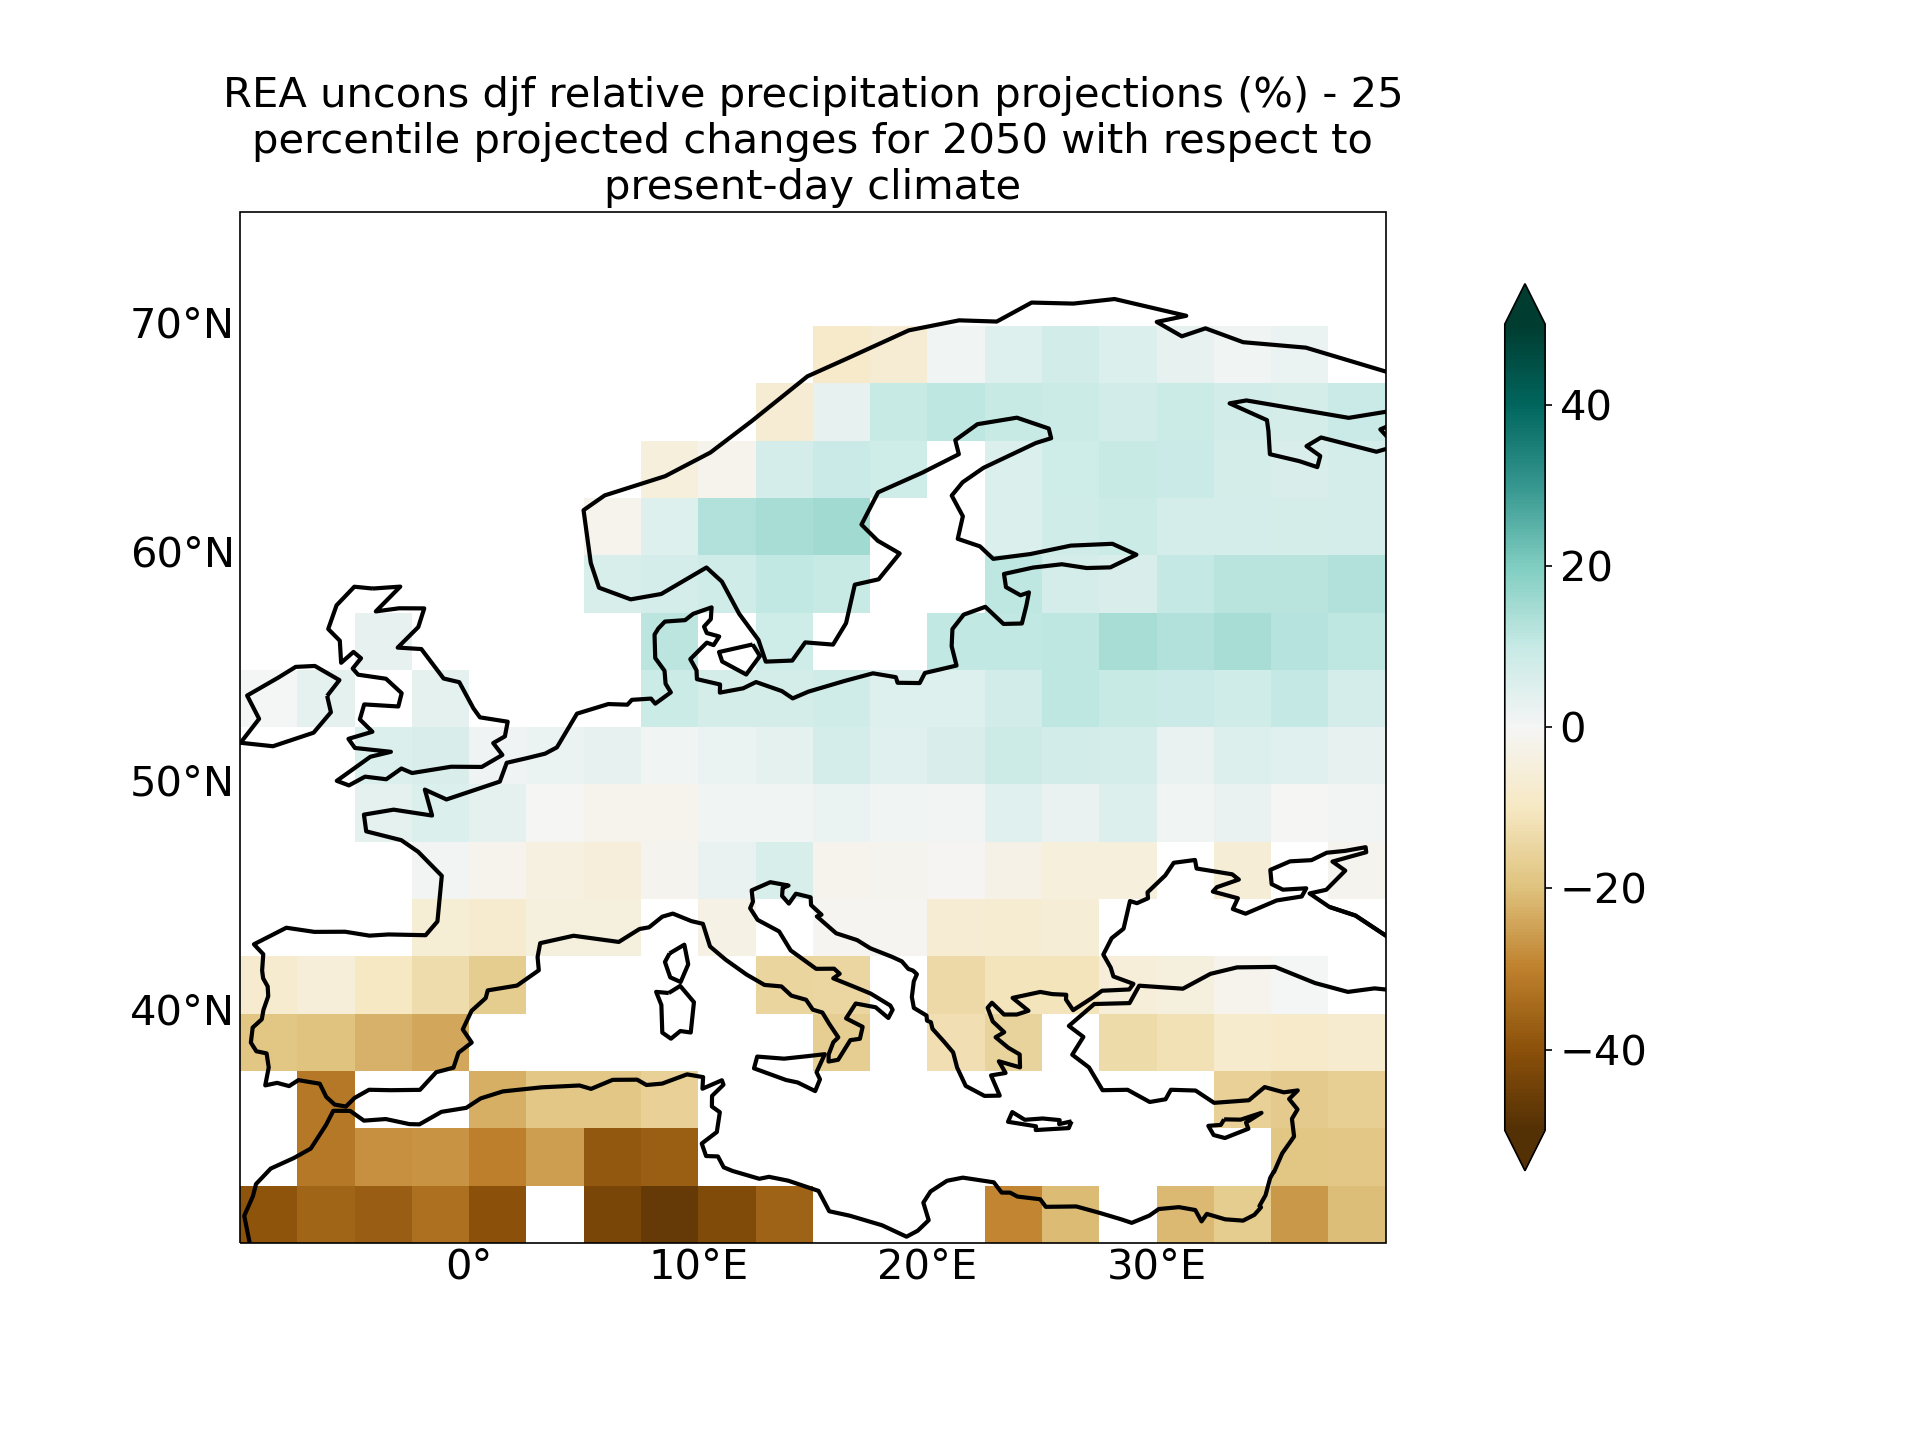 REA uncons djf relative precipitation projections (%) - 25
percentile projected changes for 2050 with respect to
present-day climate
70°N
60°N
50°N
40°N
0°
10°E
20°E
30°E
40
20
0
−20
−40